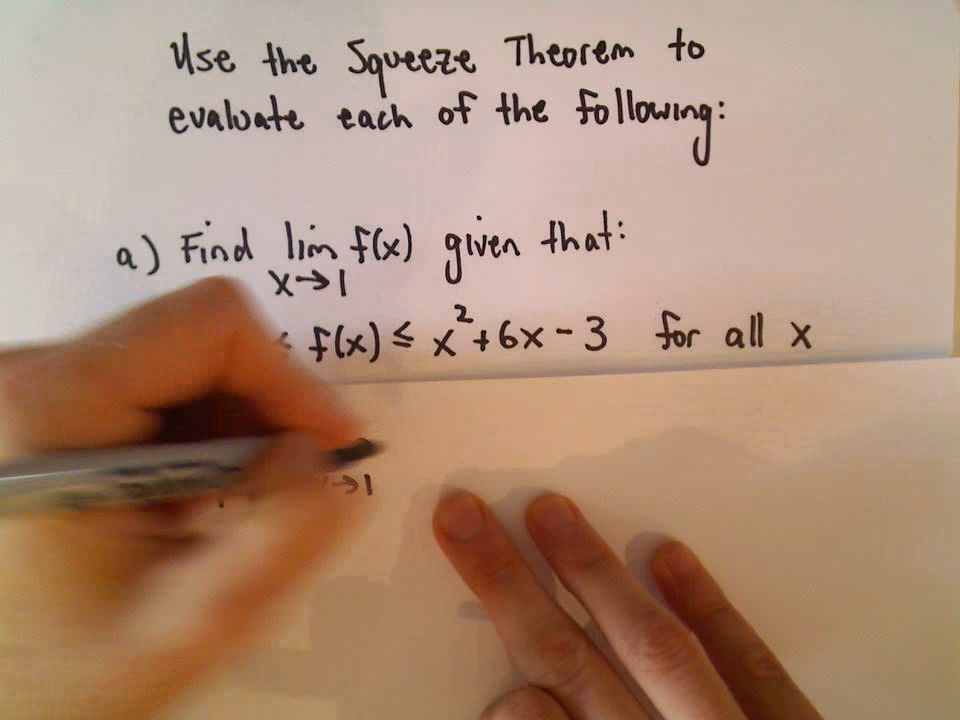 Use the Squeeze Theorem to
evaluate each of the following:
a) Find lim f(x) given that:
x→1
≤ f(x) ≤ x²+6x-3 for all x
→1